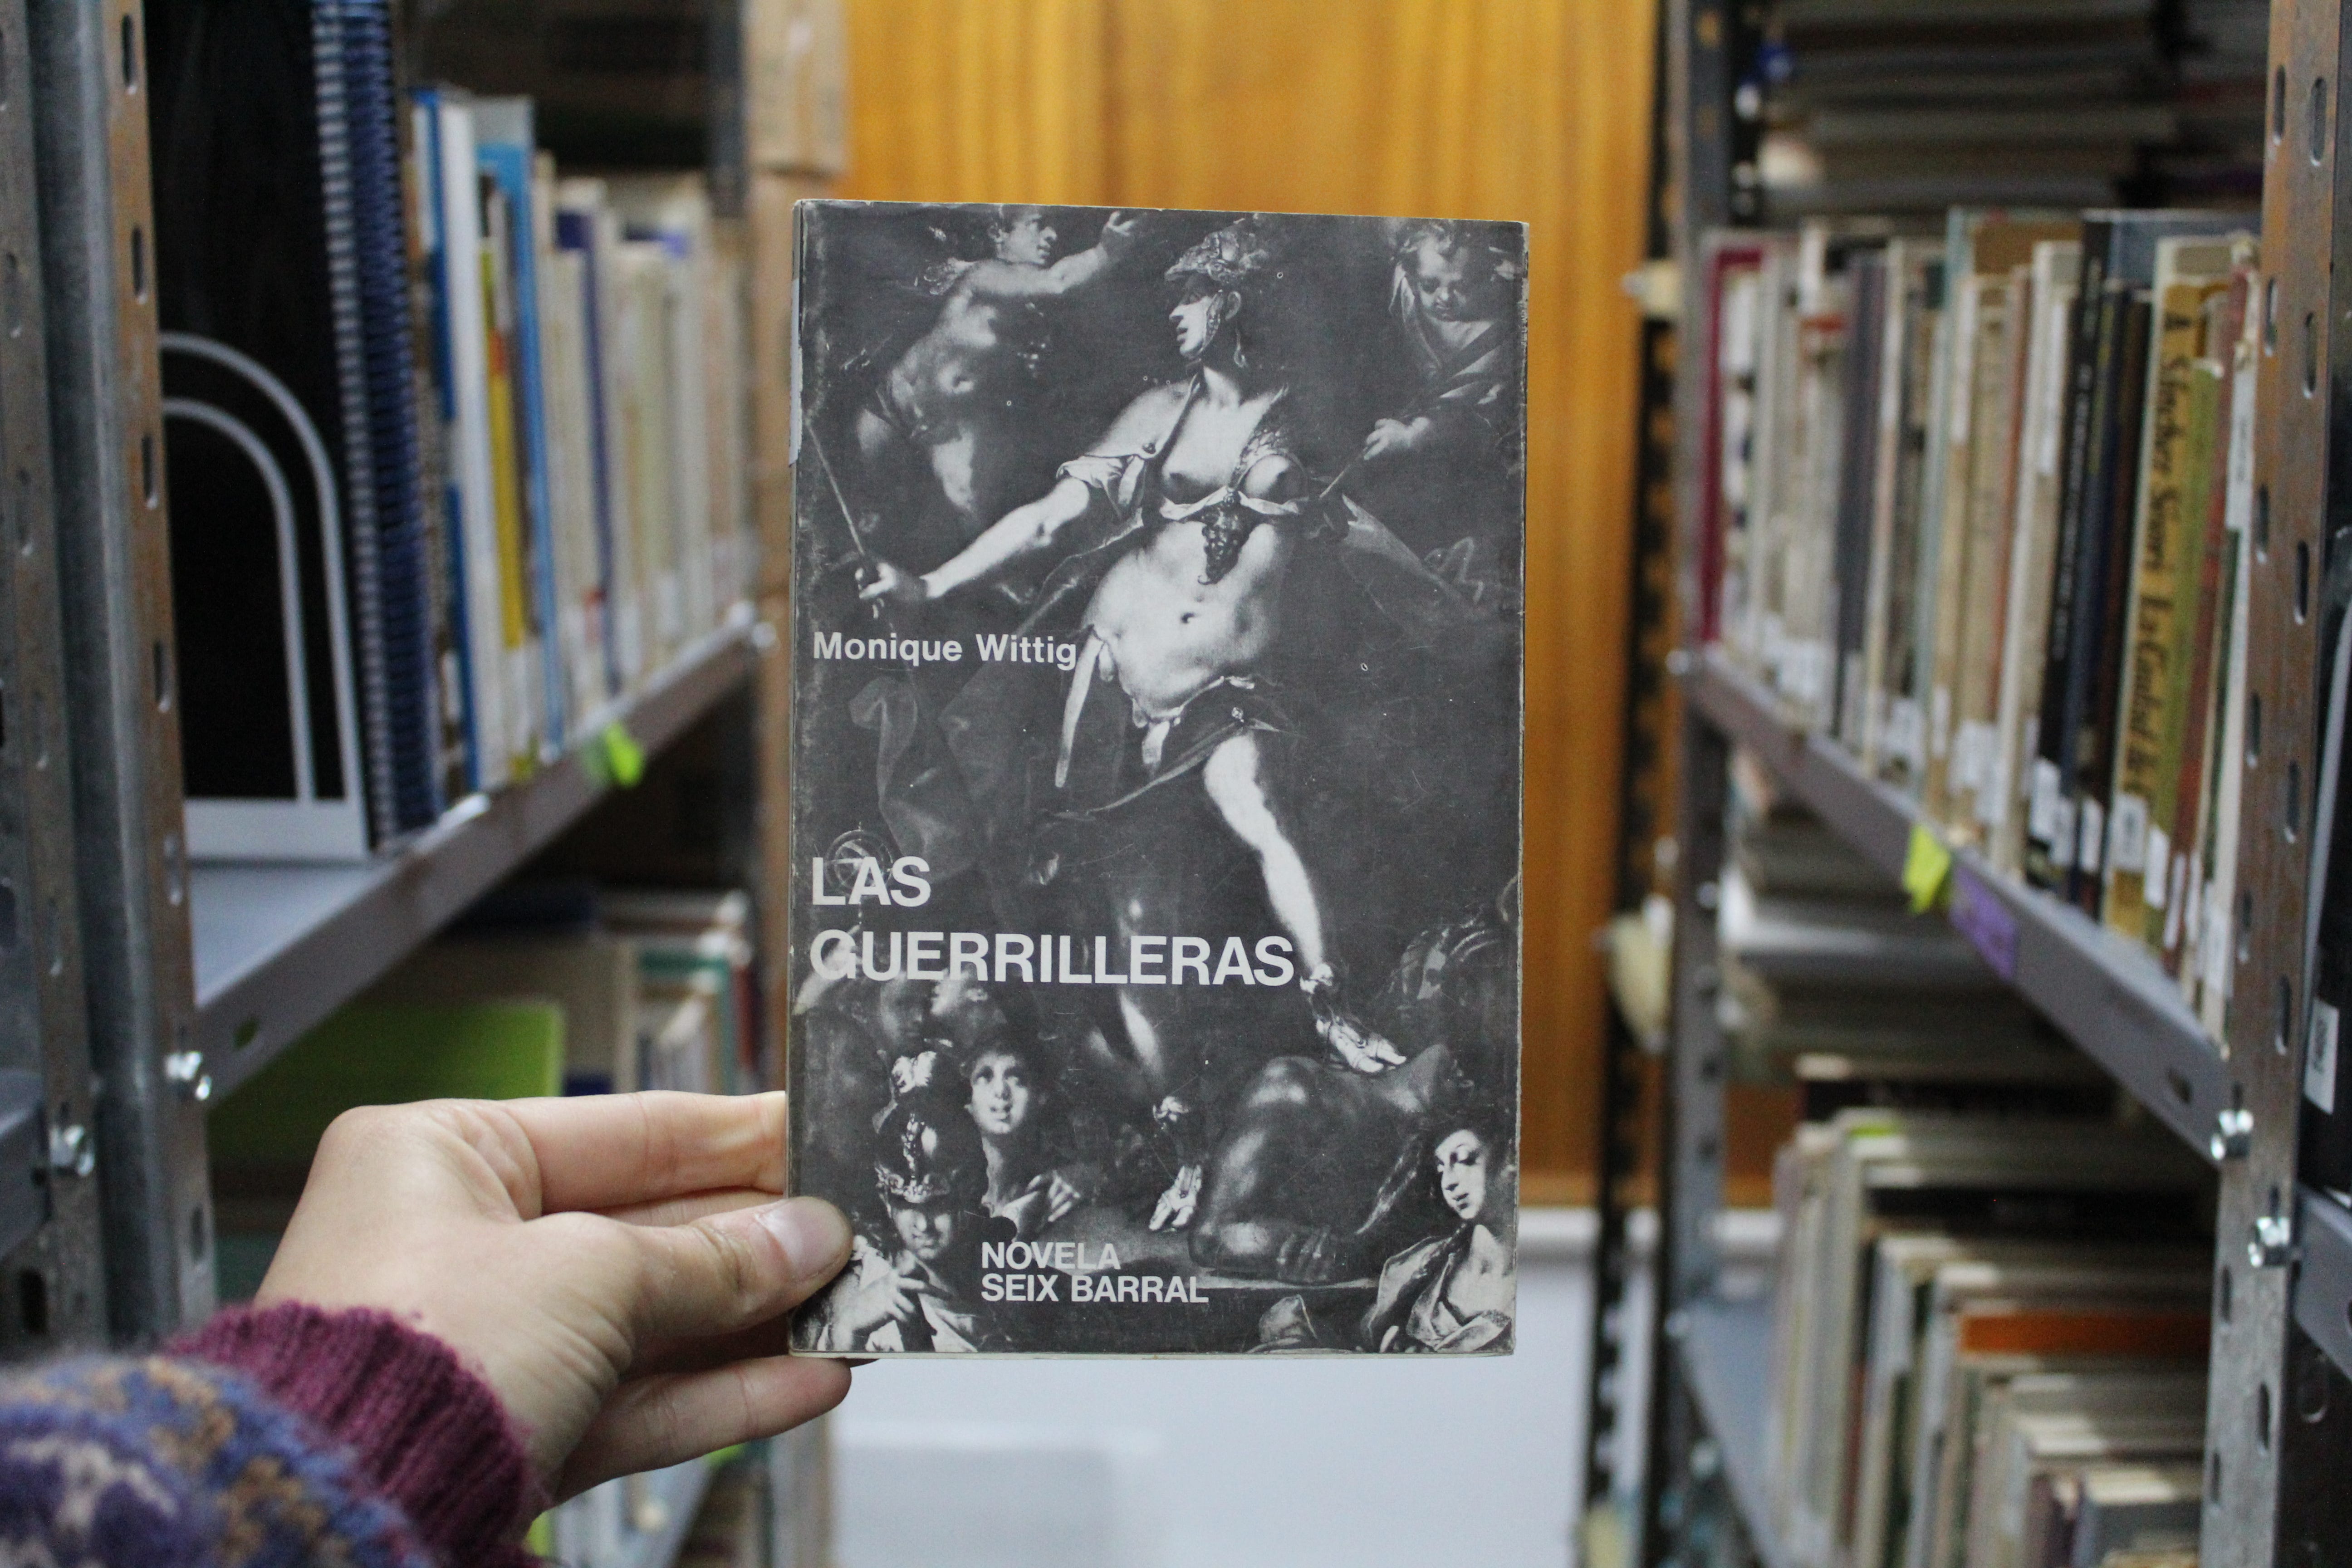 Monique Wittig
LAS
GUERRILLERAS
NOVELA
SEIX BARRAL